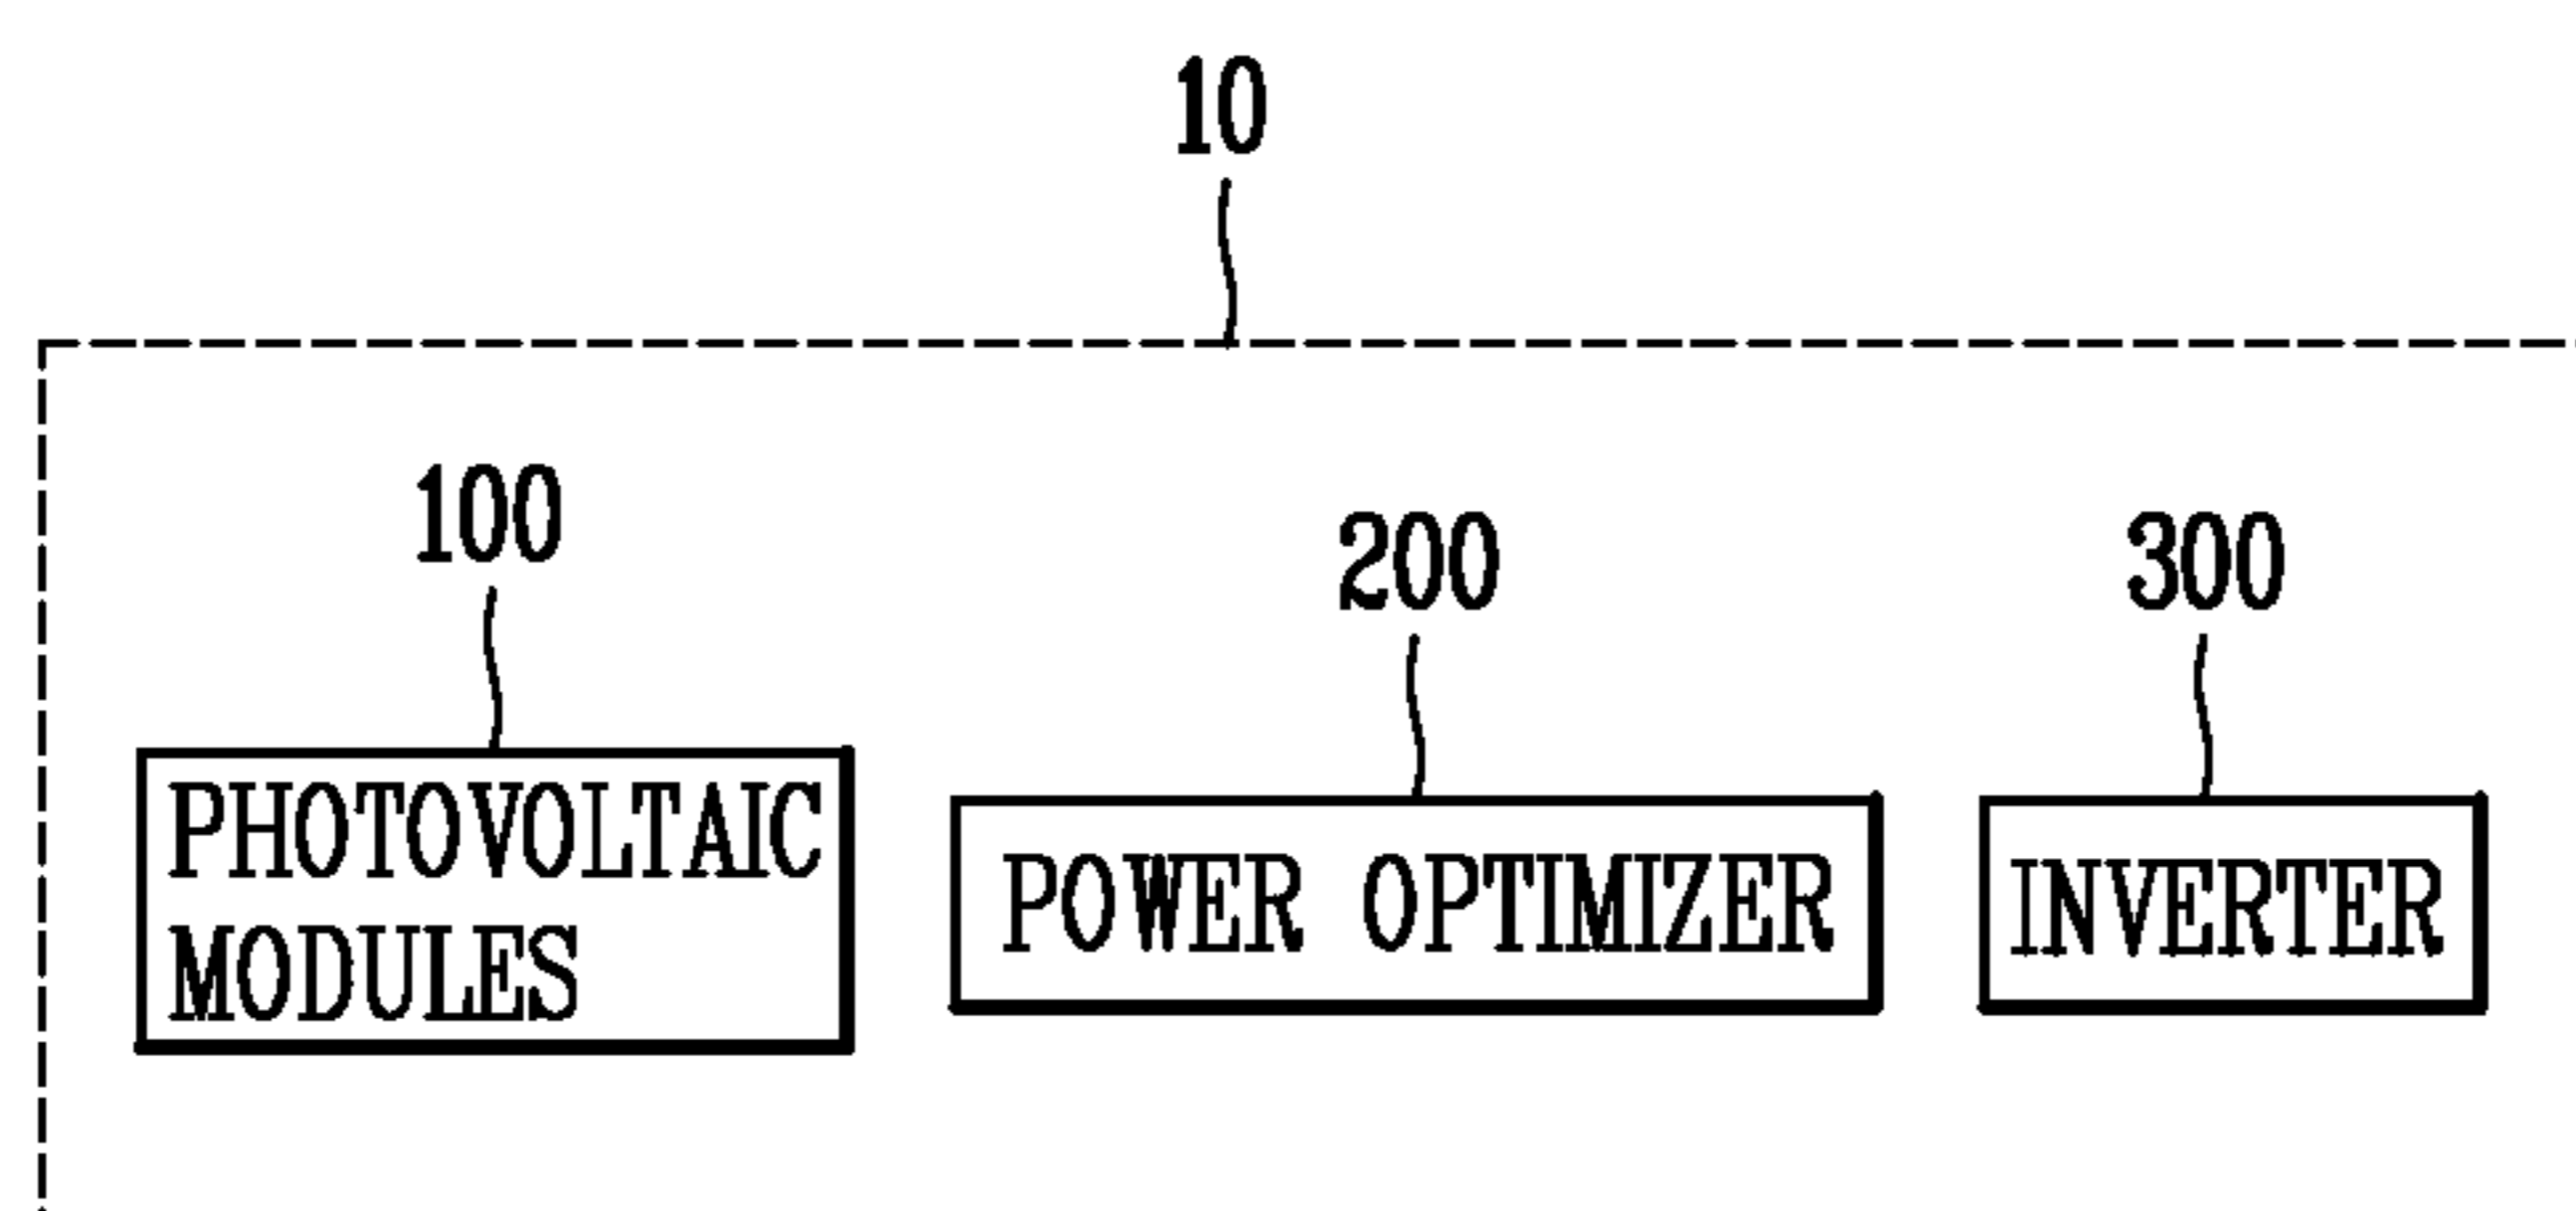 10
100
200
300
PHOTOVOLTAIC
MODULES
POWER OPTIMIZER
INVERTER